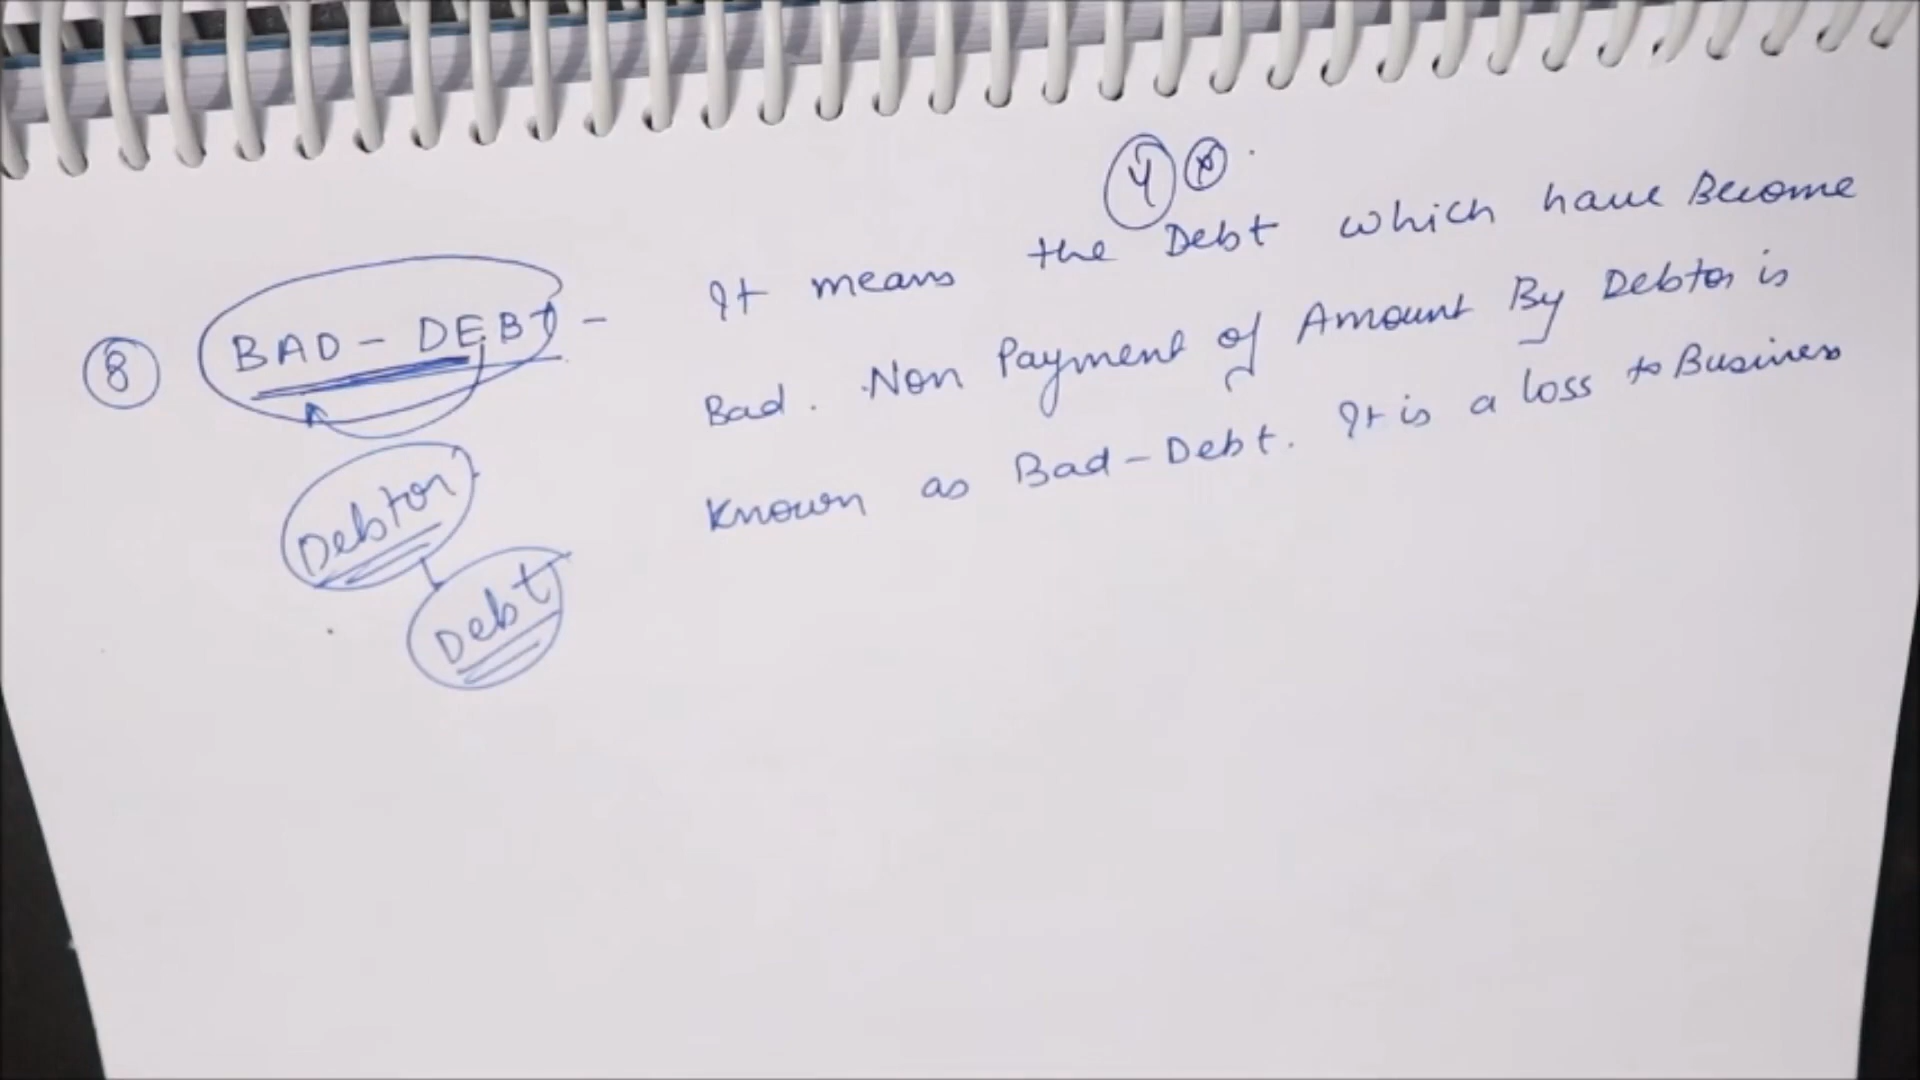 4
8 BAD - DEBT - It means the Debt which have Become
Bad. Non Payment of Amount By Debtor is
Known as Bad-Debt. It is a loss to Business
Debtor
Debt